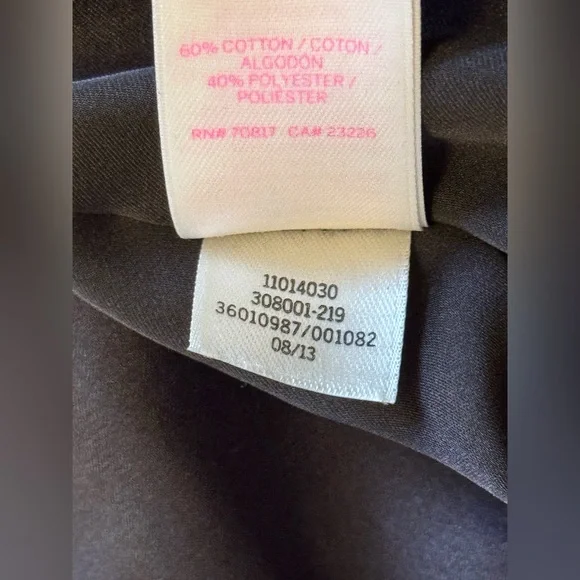 60% COTTON / COTON /
ALGODÓN
40% POLYESTER /
POLIÉSTER
RN# 70817 CA# 23226
11014030
308001-219
36010987/001082
08/13